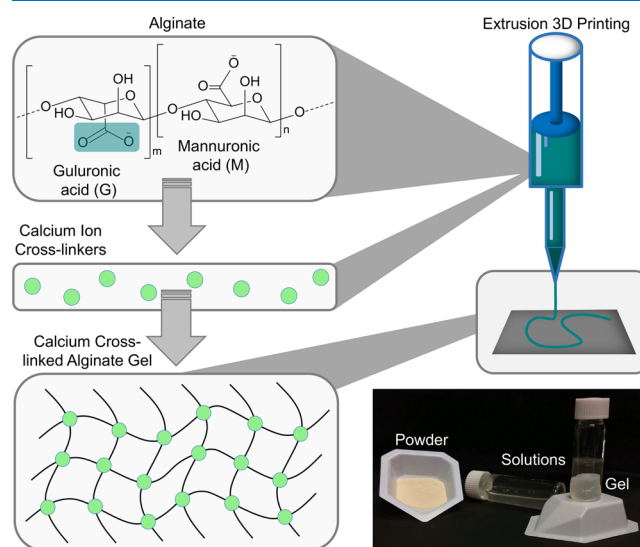 Alginate
Extrusion 3D Printing
O
O⁻
OH
OH
O
HO
O
HO
O
O
O
O
O
O⁻
m
n
Guluronic
acid (G)
Mannuronic
acid (M)
Calcium Ion
Cross-linkers
Calcium Cross-
linked Alginate Gel
Powder
Solutions
Gel